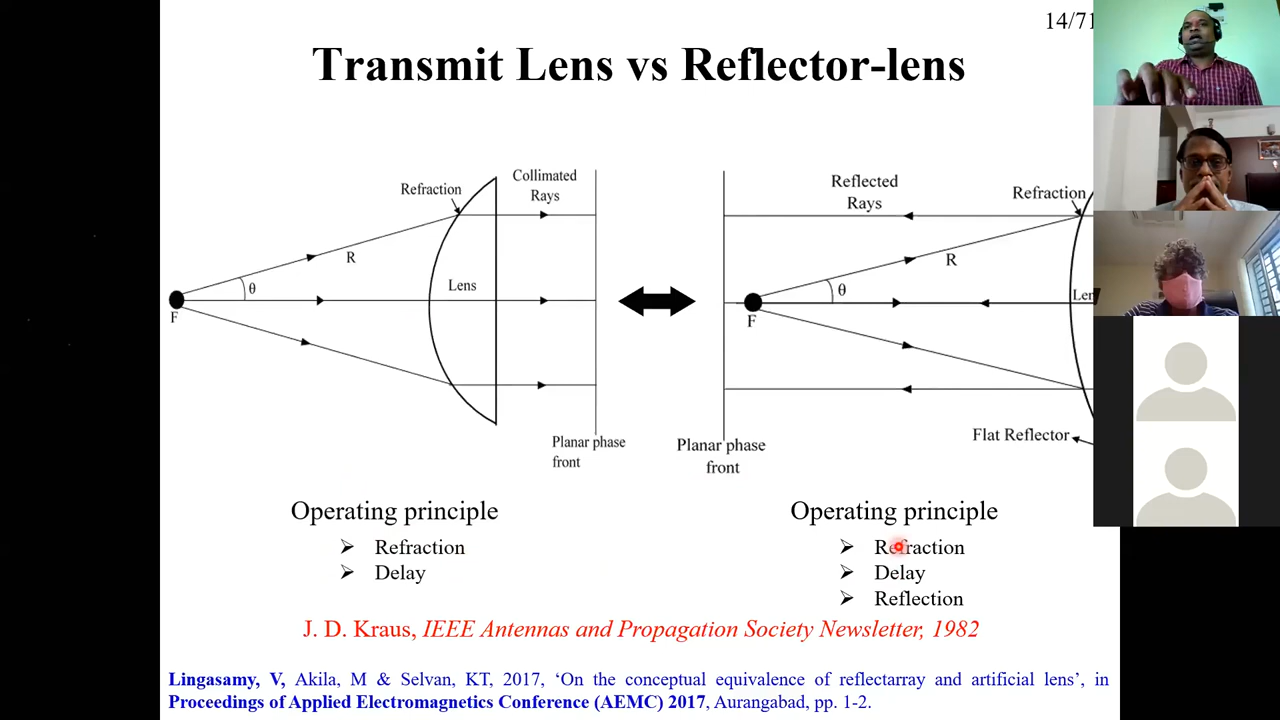 14/71
Transmit Lens vs Reflector-lens
Refraction
Collimated
Rays
R
θ
Lens
F
Planar phase
front
Reflected
Rays
Refraction
R
θ
F
Planar phase
front
Flat Reflector
Operating principle
➢ Refraction
➢ Delay
Operating principle
➢ Refraction
➢ Delay
➢ Reflection
J. D. Kraus, IEEE Antennas and Propagation Society Newsletter, 1982
Lingasamy, V, Akila, M & Selvan, KT, 2017, ‘On the conceptual equivalence of reflectarray and artificial lens’, in
Proceedings of Applied Electromagnetics Conference (AEMC) 2017, Aurangabad, pp. 1-2.